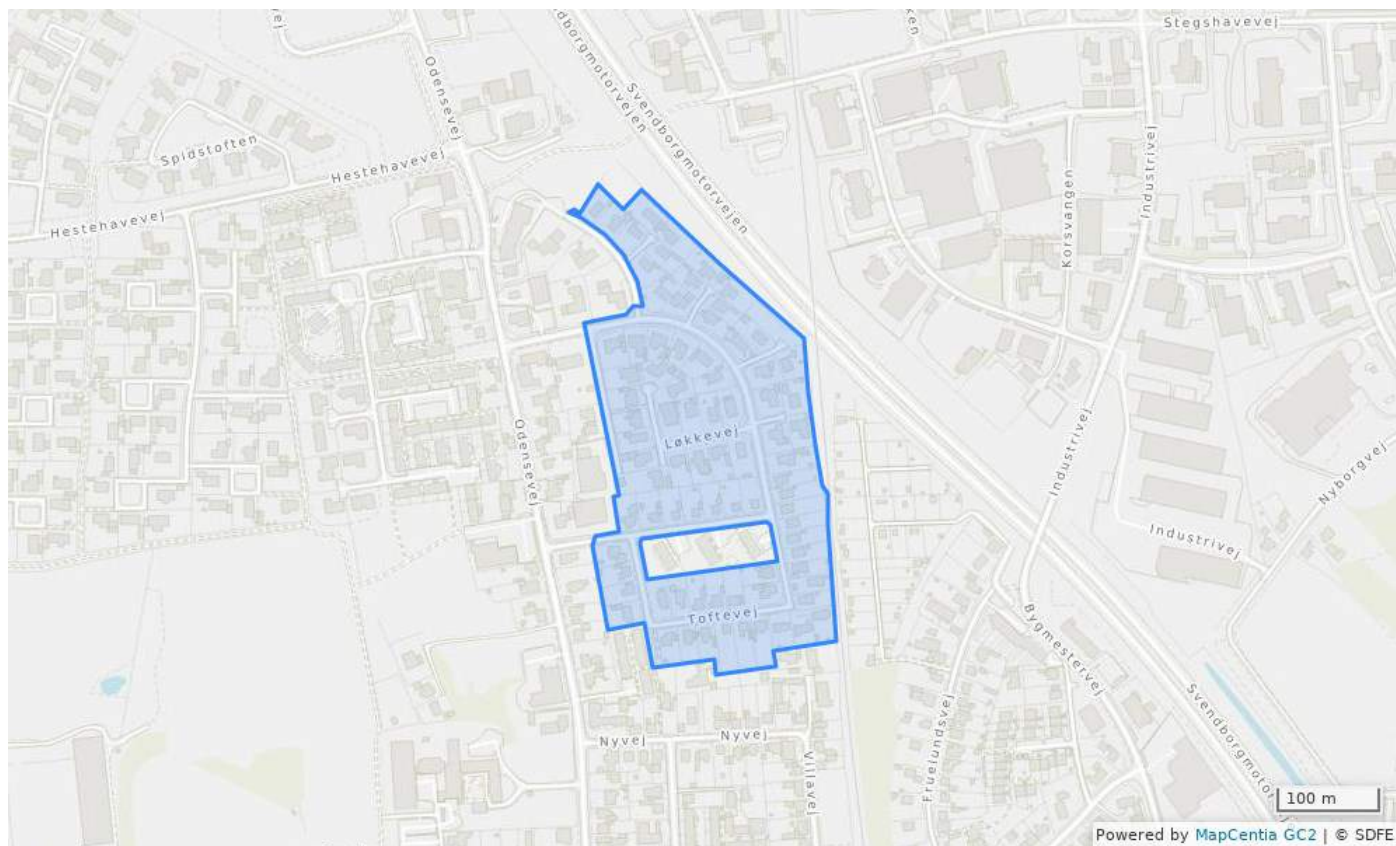 Stegshavevej
Odensevej
Svendborgmotorvejen
Svendborgmotorvejen
Spidstoften
Hestehavevej
Hestehavevej
Korsvangen
Industrivej
Løkkevej
Odensevej
Industrivej
Nyborgvej
Industrivej
Toftevej
Bygmestervej
Nyvej
Nyvej
Villavej
Fruelundsvej
100 m
Powered by MapCentia GC2 | © SDFE